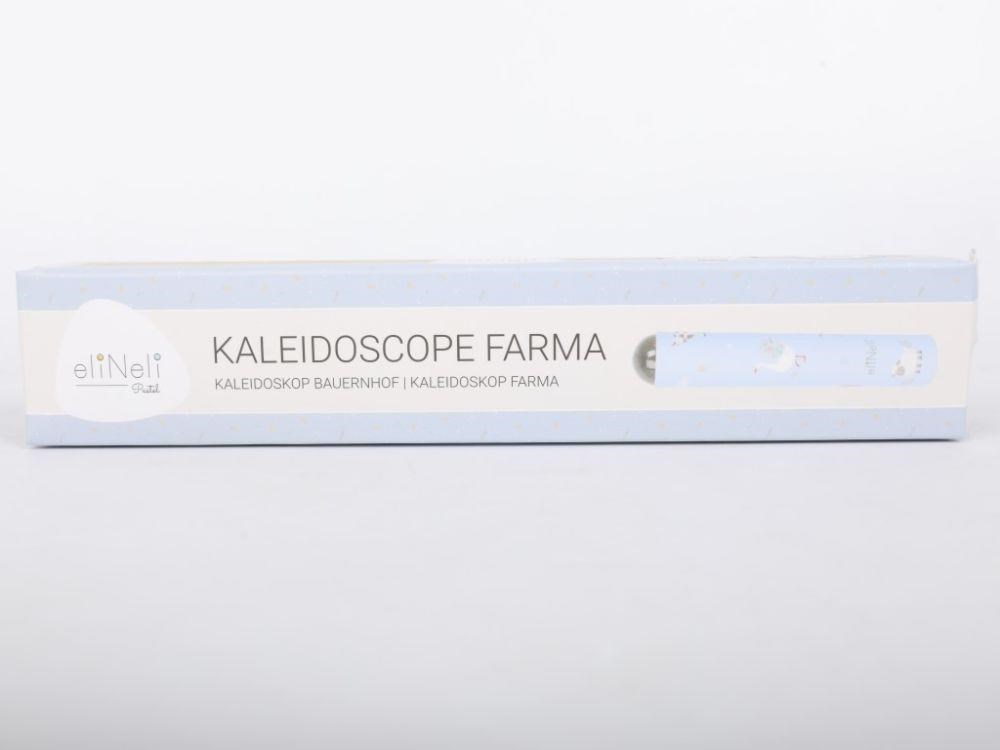 eliNeli
Pastel
KALEIDOSCOPE FARMA
KALEIDOSKOP BAUERNHOF | KALEIDOSKOP FARMA
eliNeli